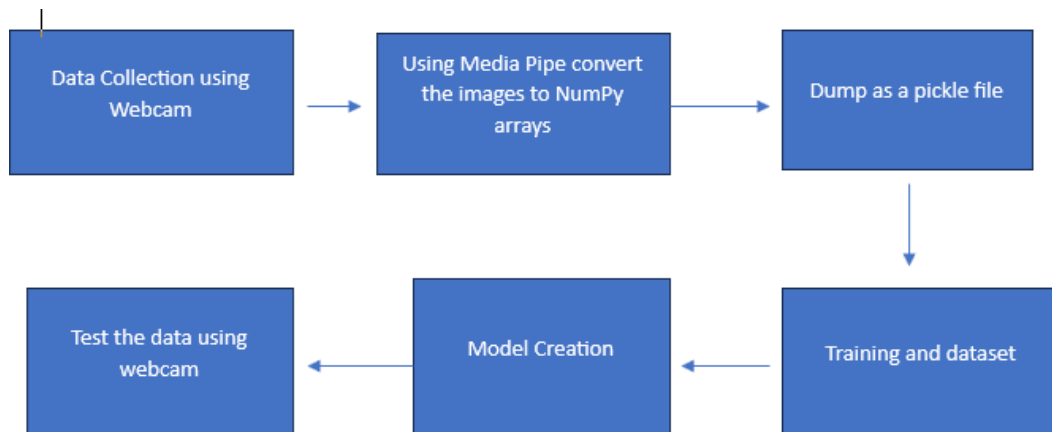 Data Collection using
Webcam
Using Media Pipe convert
the images to NumPy
arrays
Dump as a pickle file
Test the data using
webcam
Model Creation
Training and dataset